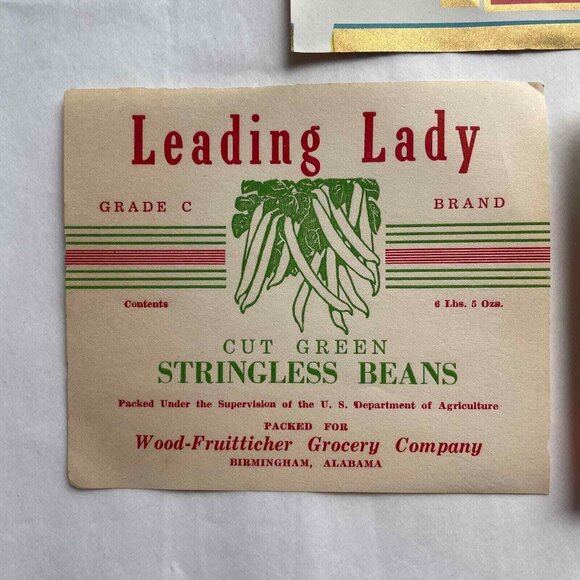 Leading Lady
GRADE C BRAND
Contents 6 Lbs. 5 Ozs.
CUT GREEN
STRINGLESS BEANS
Packed Under the Supervision of the U. S. Department of Agriculture
PACKED FOR
Wood-Fruitticher Grocery Company
BIRMINGHAM, ALABAMA